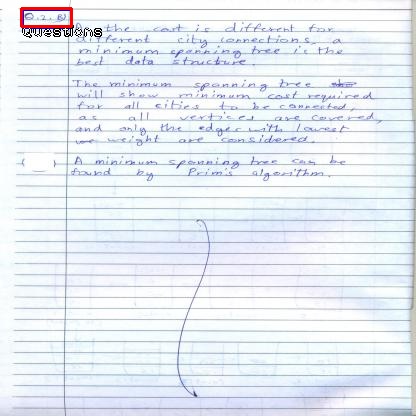 Q.2.B)
Questions
As the cost is different for
different city connections, a
minimum spanning tree is the
best data structure.
The minimum spanning tree
will show minimum cost required
for all cities to be connected,
as all vertices are covered,
and only the edges with lowest
weight are considered.
A minimum spanning tree can be
found by Prim's algorithm.